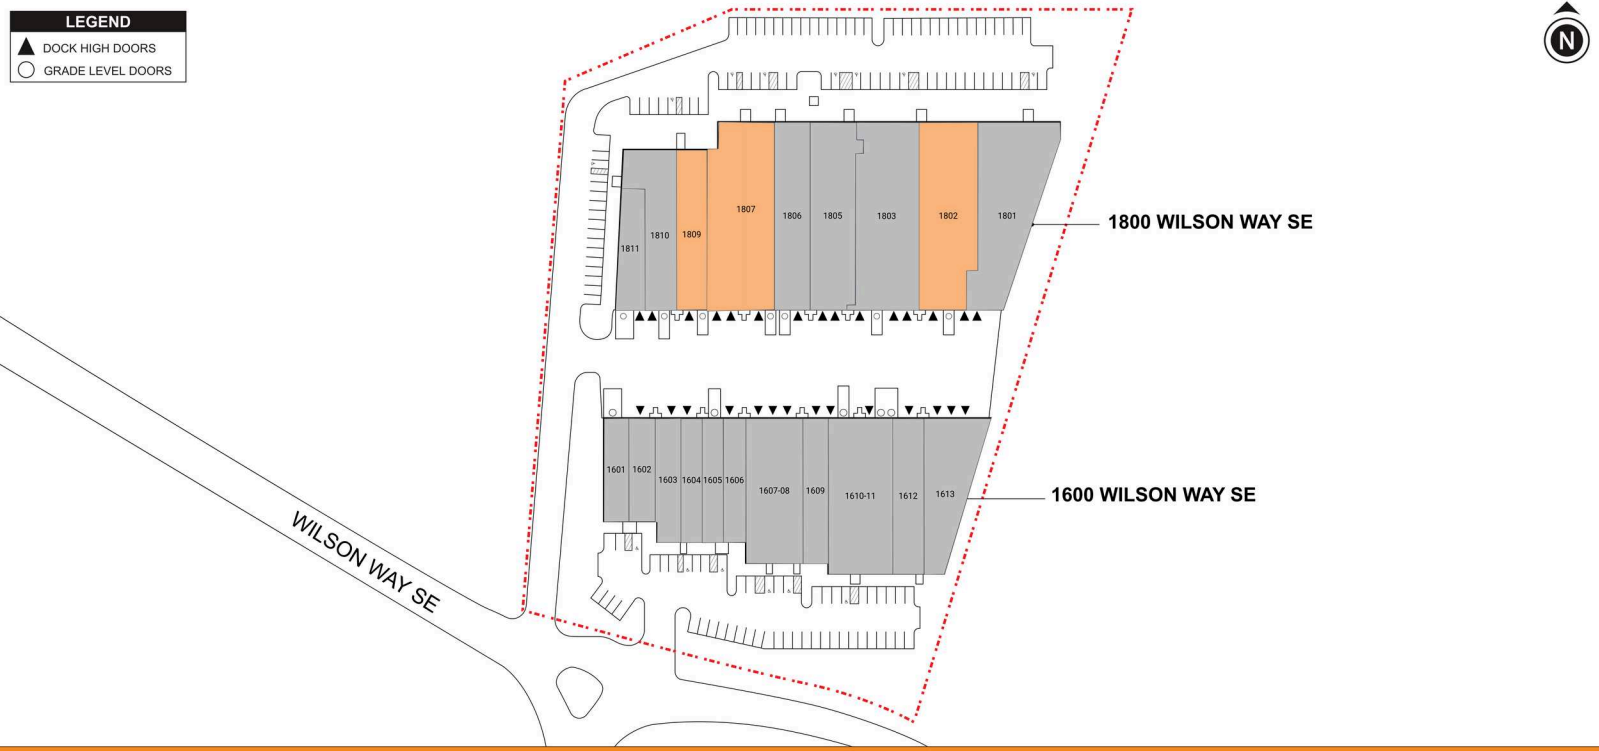 LEGEND
DOCK HIGH DOORS
GRADE LEVEL DOORS
N
1811
1810
1809
1807
1806
1805
1803
1802
1801
1800 WILSON WAY SE
1601
1602
1603
1604
1605
1606
1607-08
1609
1610-11
1612
1613
1600 WILSON WAY SE
WILSON WAY SE